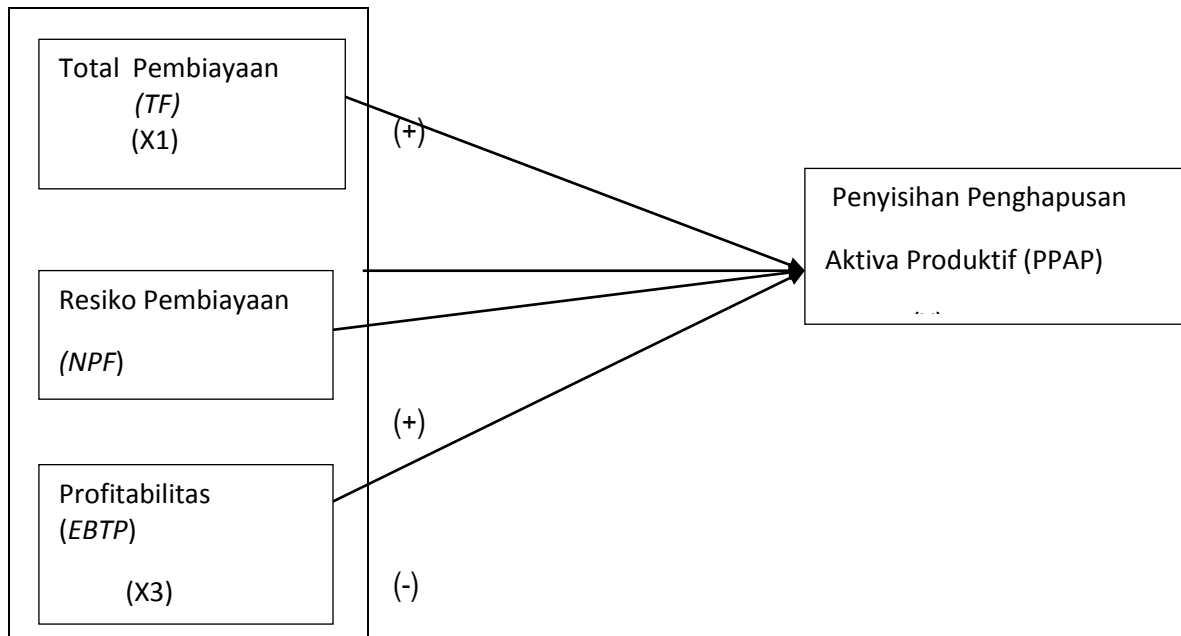 Total Pembiayaan
(TF)
(X1)
(+)
Penyisihan Penghapusan
Aktiva Produktif (PPAP)
Resiko Pembiayaan
(NPF)
(+)
Profitabilitas
(EBTP)
(X3)
(-)